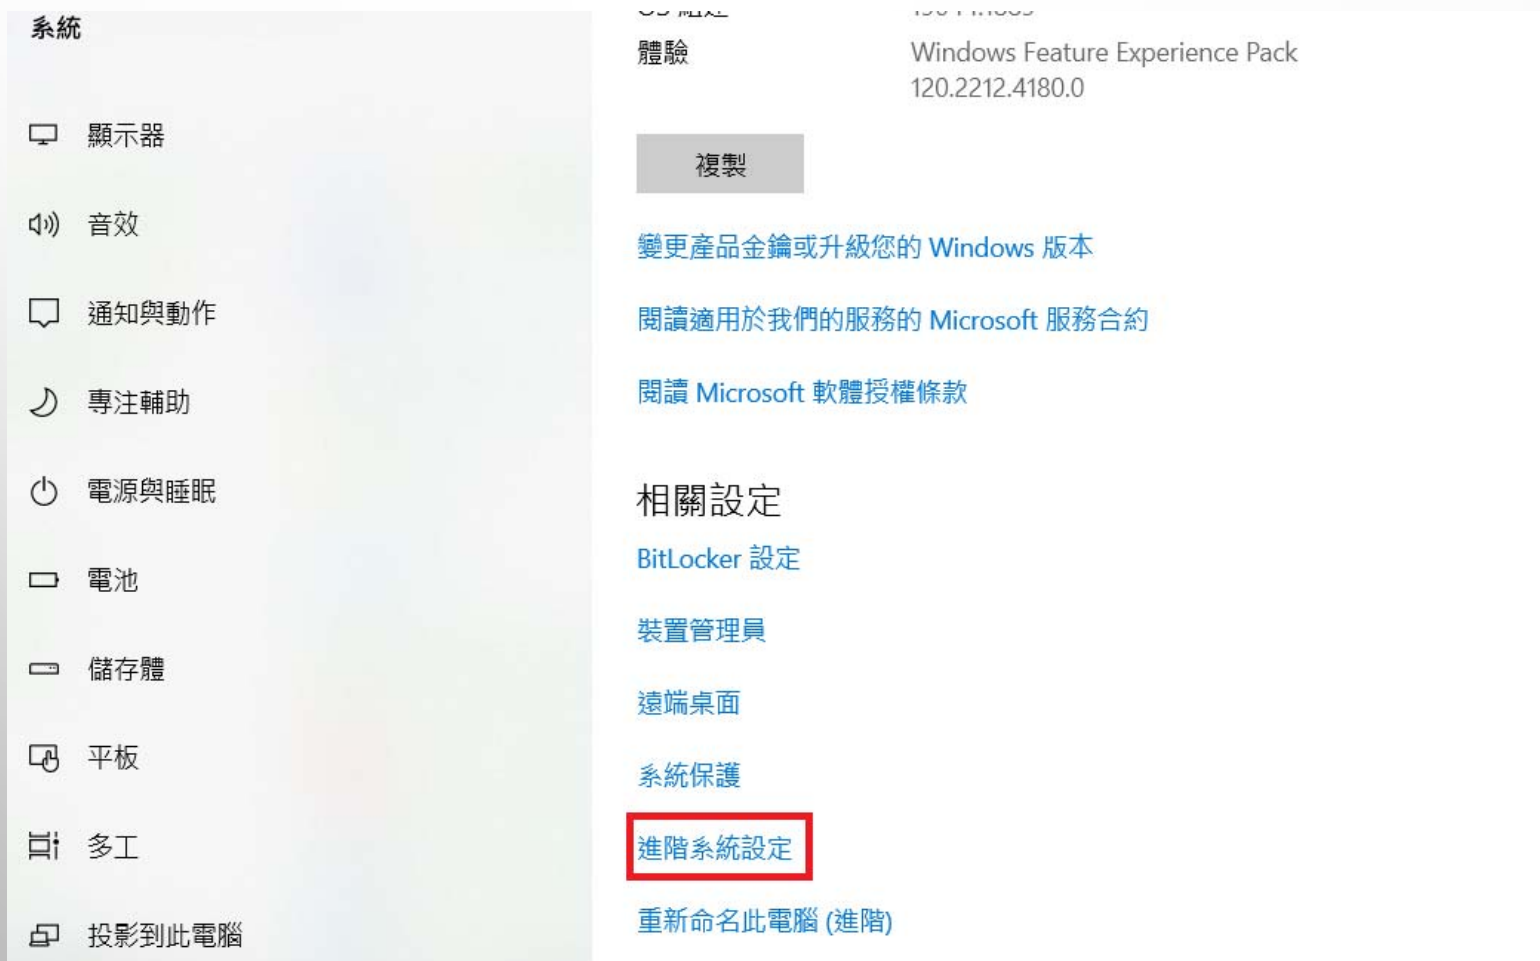 系統
顯示器
音效
通知與動作
專注輔助
電源與睡眠
電池
儲存體
平板
多工
投影到此電腦
體驗
Windows Feature Experience Pack
120.2212.4180.0
複製
變更產品金鑰或升級您的 Windows 版本
閱讀適用於我們的服務的 Microsoft 服務合約
閱讀 Microsoft 軟體授權條款
相關設定
BitLocker 設定
裝置管理員
遠端桌面
系統保護
進階系統設定
重新命名此電腦 (進階)